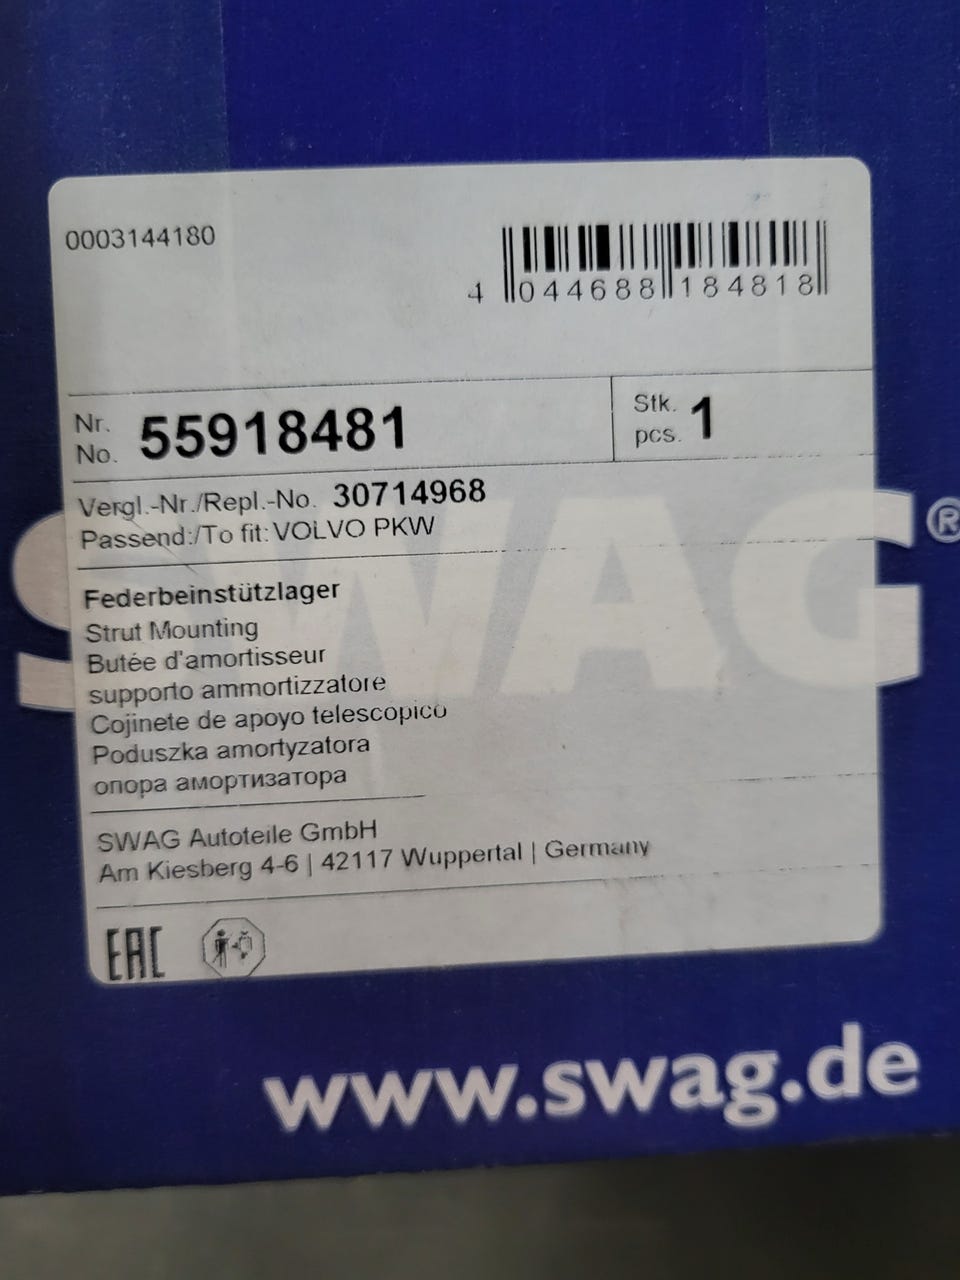 0003144180
4 044688 184818
Nr.
No. 55918481
Stk.
pcs. 1
Vergl.-Nr./Repl.-No. 30714968
Passend:/To fit: VOLVO PKW
SWAG®
Federbeinstützlager
Strut Mounting
Butée d'amortisseur
supporto ammortizzatore
Cojinete de apoyo telescopico
Poduszka amortyzatora
опора амортизатора
SWAG Autoteile GmbH
Am Kiesberg 4-6 | 42117 Wuppertal | Germany
EAC
www.swag.de